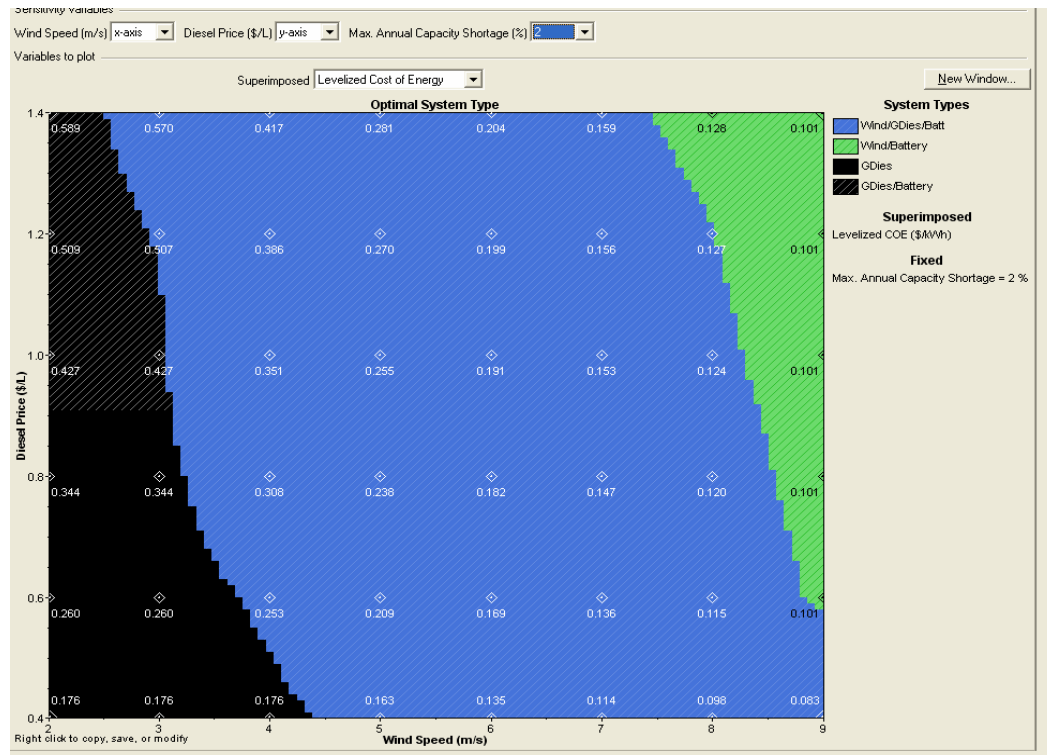 Sensitivity Variables
Wind Speed (m/s) x-axis Diesel Price ($/L) y-axis Max. Annual Capacity Shortage (%) 2
Variables to plot
Superimposed Levelized Cost of Energy New Window...
Optimal System Type
System Types
Wind/GDies/Batt
Wind/Battery
GDies
GDies/Battery
Superimposed
Levelized COE ($/kWh)
Fixed
Max. Annual Capacity Shortage = 2 %
Diesel Price ($/L)
1.4
0.589 0.570 0.417 0.281 0.204 0.159 0.128 0.101
1.2
0.509 0.507 0.386 0.270 0.199 0.156 0.127 0.101
1.0
0.427 0.427 0.351 0.255 0.191 0.153 0.124 0.101
0.8
0.344 0.344 0.308 0.238 0.182 0.147 0.120 0.101
0.6
0.260 0.260 0.253 0.209 0.169 0.136 0.115 0.101
0.176 0.176 0.176 0.163 0.135 0.114 0.098 0.083
0.4
2 3 4 5 6 7 8 9
Right click to copy, save, or modify
Wind Speed (m/s)